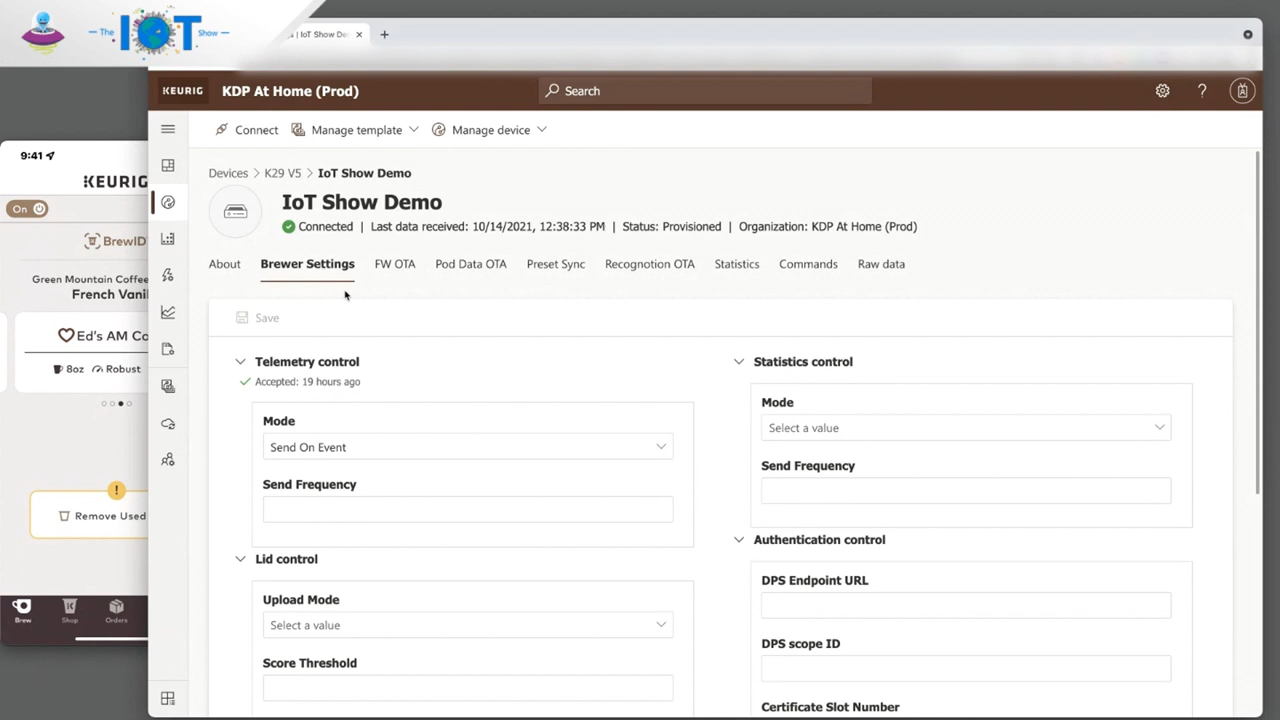 The IOT Show
| IoT Show De
KEURIG KDP At Home (Prod)
Search
Connect Manage template Manage device
Devices > K29 V5 > IoT Show Demo
IoT Show Demo
Connected | Last data received: 10/14/2021, 12:38:33 PM | Status: Provisioned | Organization: KDP At Home (Prod)
About Brewer Settings FW OTA Pod Data OTA Preset Sync Recognotion OTA Statistics Commands Raw data
Save
Telemetry control
Accepted: 19 hours ago
Mode
Send On Event
Send Frequency
Lid control
Upload Mode
Select a value
Score Threshold
Statistics control
Mode
Select a value
Send Frequency
Authentication control
DPS Endpoint URL
DPS scope ID
Certificate Slot Number
9:41
KEURIG
On
BrewID
Green Mountain Coffee
French Vani
Ed's AM Co
8oz Robust
!
Remove Used
Brew Shop Orders